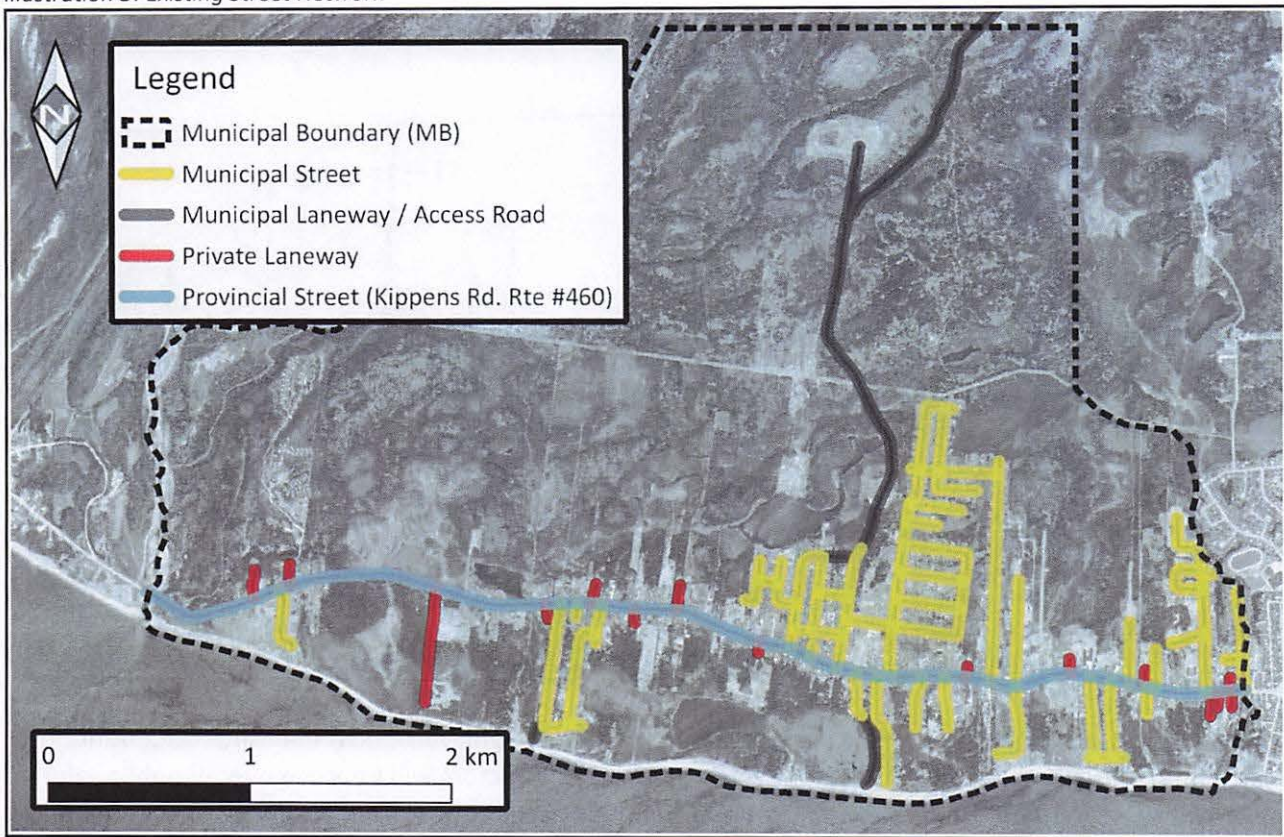 N
Legend
Municipal Boundary (MB)
Municipal Street
Municipal Laneway / Access Road
Private Laneway
Provincial Street (Kippens Rd. Rte #460)
0 1 2 km